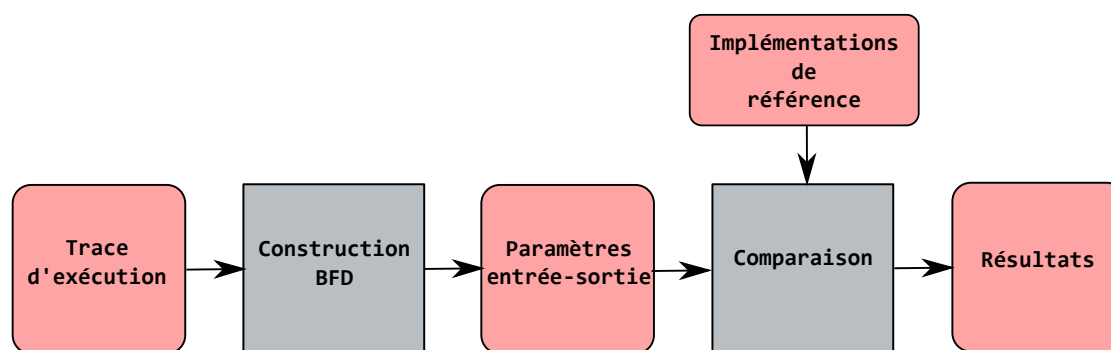 Implémentations
de
référence
Trace
d'exécution
Construction
BFD
Paramètres
entrée-sortie
Comparaison
Résultats